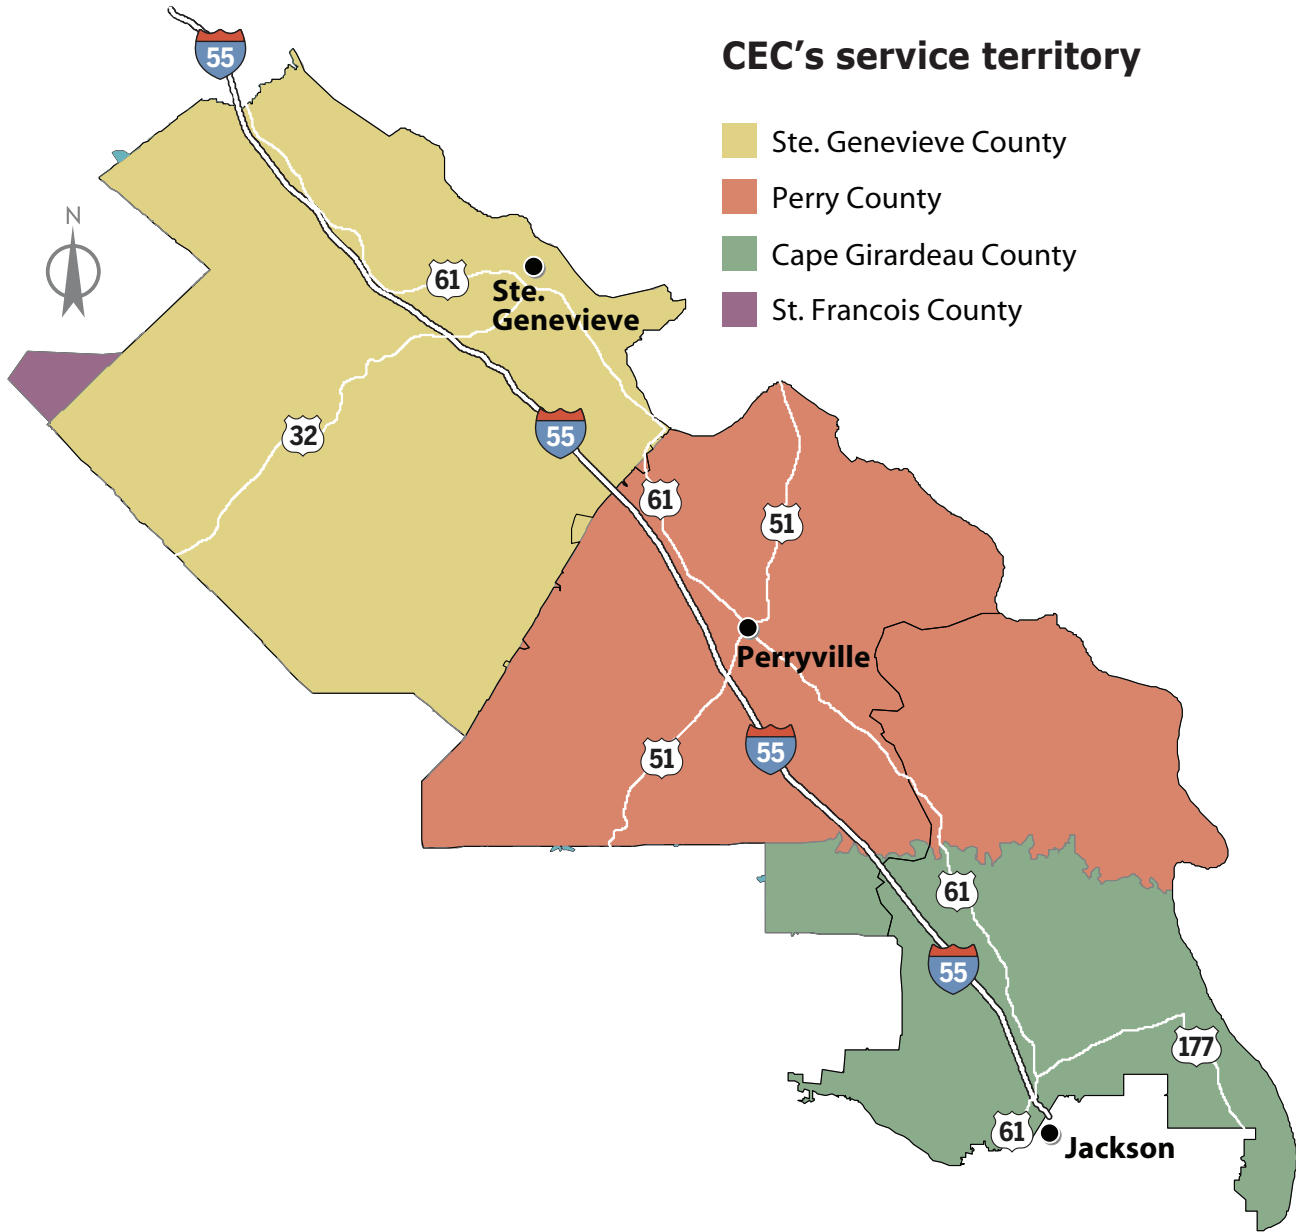 CEC's service territory
Ste. Genevieve County
Perry County
Cape Girardeau County
St. Francois County
55
N
61
Ste.
Genevieve
32
55
61
51
Perryville
51
55
61
55
177
61
Jackson